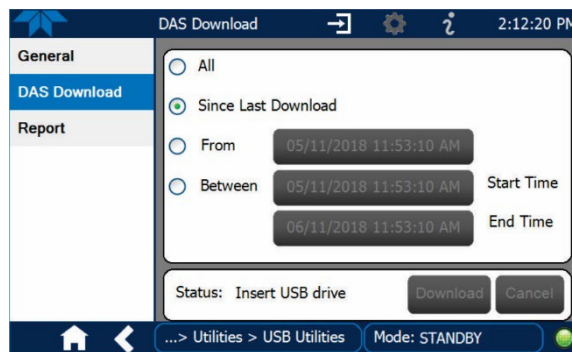 DAS Download
2:12:20 PM
General
DAS Download
Report
All
Since Last Download
From
05/11/2018 11:53:10 AM
Between
05/11/2018 11:53:10 AM
Start Time
06/11/2018 11:53:10 AM
End Time
Status: Insert USB drive
Download
Cancel
...> Utilities > USB Utilities
Mode: STANDBY